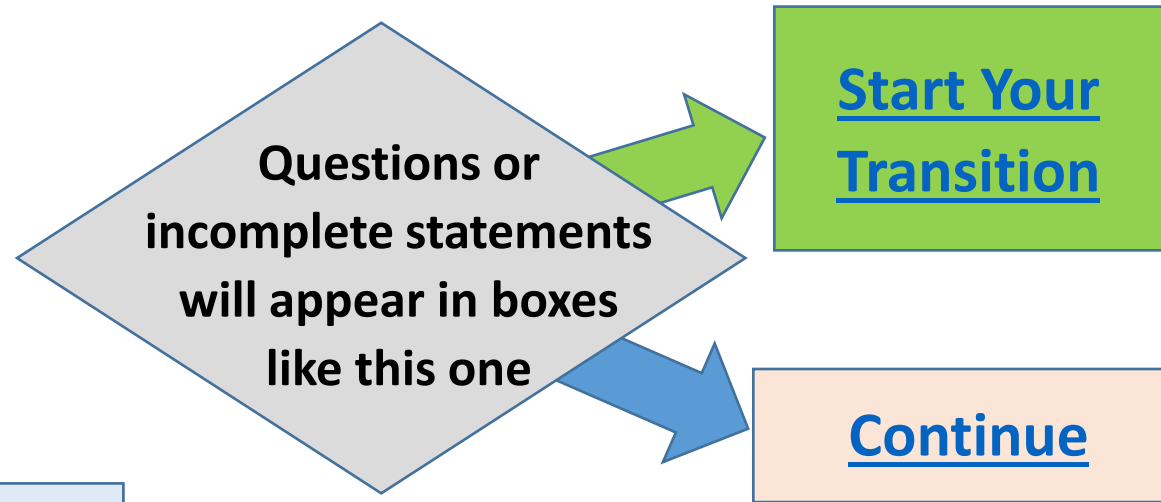 Questions or
incomplete statements
will appear in boxes
like this one
Start Your
Transition
Continue